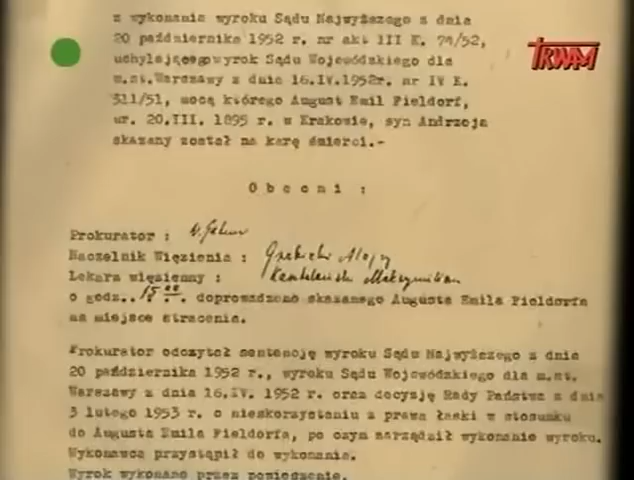 z wykonania wyroku Sądu Najwyższego z dnia
20 października 1952 r. nr akt III K. 74/52,
uchylającego wyrok Sądu Wojewódzkiego dla
m.st.Warszawy z dnia 16.IV.1952r. nr IV K.
311/51, mocą którego August Emil Fieldorf,
ur. 20.III. 1895 r. w Krakowie, syn Andrzeja
skazany został na karę śmierci.-
TRWAM
Obecni :
Prokurator :
Naczelnik Więzienia : Grabicki Alojzy
Lekarz więzienny :
o godz..15 00. doprowadzono skazanego Augusta Emila Fieldorfa
na miejsce stracenia.
Prokurator odczytał sentencję wyroku Sądu Najwyższego z dnia
20 października 1952 r., wyroku Sądu Wojewódzkiego dla m.st.
Warszawy z dnia 16.IV. 1952 r. oraz decyzję Rady Państwa z dnia
3 lutego 1953 r. o nieskorzystaniu z prawa łaski w stosunku
do Augusta Emila Fieldorfa, po czym zarządził wykonanie wyroku.
Wykonawca przystąpił do wykonania.
Wyrok wykonano przez powieszenie.